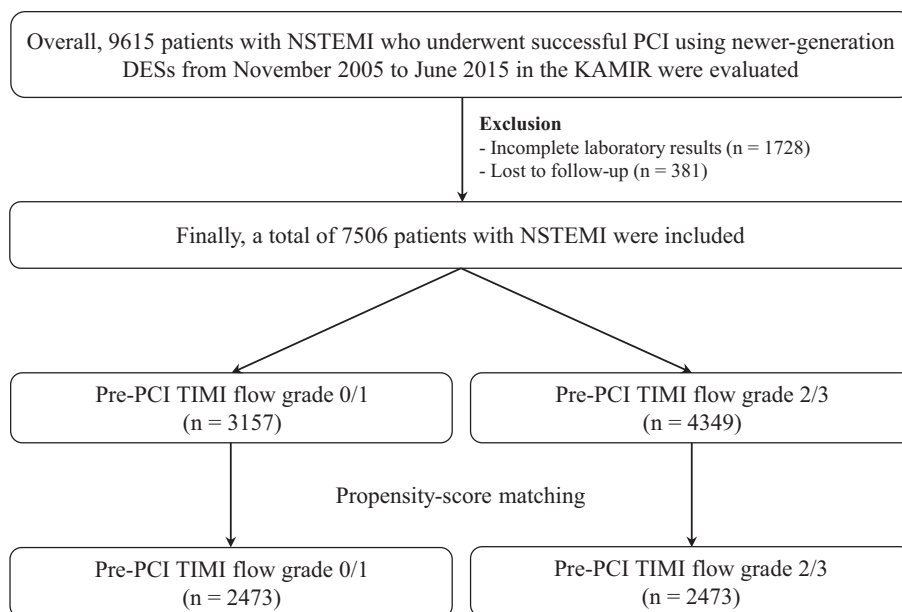 Overall, 9615 patients with NSTEMI who underwent successful PCI using newer-generation
DESs from November 2005 to June 2015 in the KAMIR were evaluated
Exclusion
- Incomplete laboratory results (n = 1728)
- Lost to follow-up (n = 381)
Finally, a total of 7506 patients with NSTEMI were included
Pre-PCI TIMI flow grade 0/1
(n = 3157)
Pre-PCI TIMI flow grade 2/3
(n = 4349)
Propensity-score matching
Pre-PCI TIMI flow grade 0/1
(n = 2473)
Pre-PCI TIMI flow grade 2/3
(n = 2473)